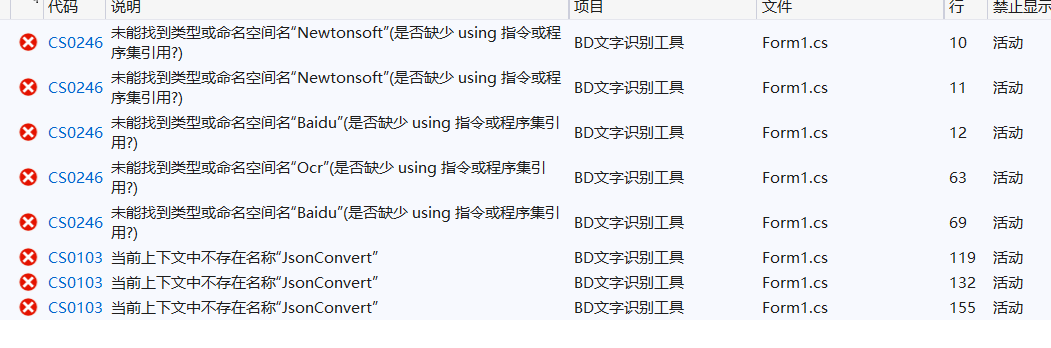 代码 说明 项目 文件 行 禁止显示
CS0246 未能找到类型或命名空间名“Newtonsoft”(是否缺少 using 指令或程 BD文字识别工具 Form1.cs 10 活动
序集引用?)
CS0246 未能找到类型或命名空间名“Newtonsoft”(是否缺少 using 指令或程 BD文字识别工具 Form1.cs 11 活动
序集引用?)
CS0246 未能找到类型或命名空间名“Baidu”(是否缺少 using 指令或程序集引 BD文字识别工具 Form1.cs 12 活动
用?)
CS0246 未能找到类型或命名空间名“Ocr”(是否缺少 using 指令或程序集引 BD文字识别工具 Form1.cs 63 活动
用?)
CS0246 未能找到类型或命名空间名“Baidu”(是否缺少 using 指令或程序集引 BD文字识别工具 Form1.cs 69 活动
用?)
CS0103 当前上下文中不存在名称“JsonConvert” BD文字识别工具 Form1.cs 119 活动
CS0103 当前上下文中不存在名称“JsonConvert” BD文字识别工具 Form1.cs 132 活动
CS0103 当前上下文中不存在名称“JsonConvert” BD文字识别工具 Form1.cs 155 活动